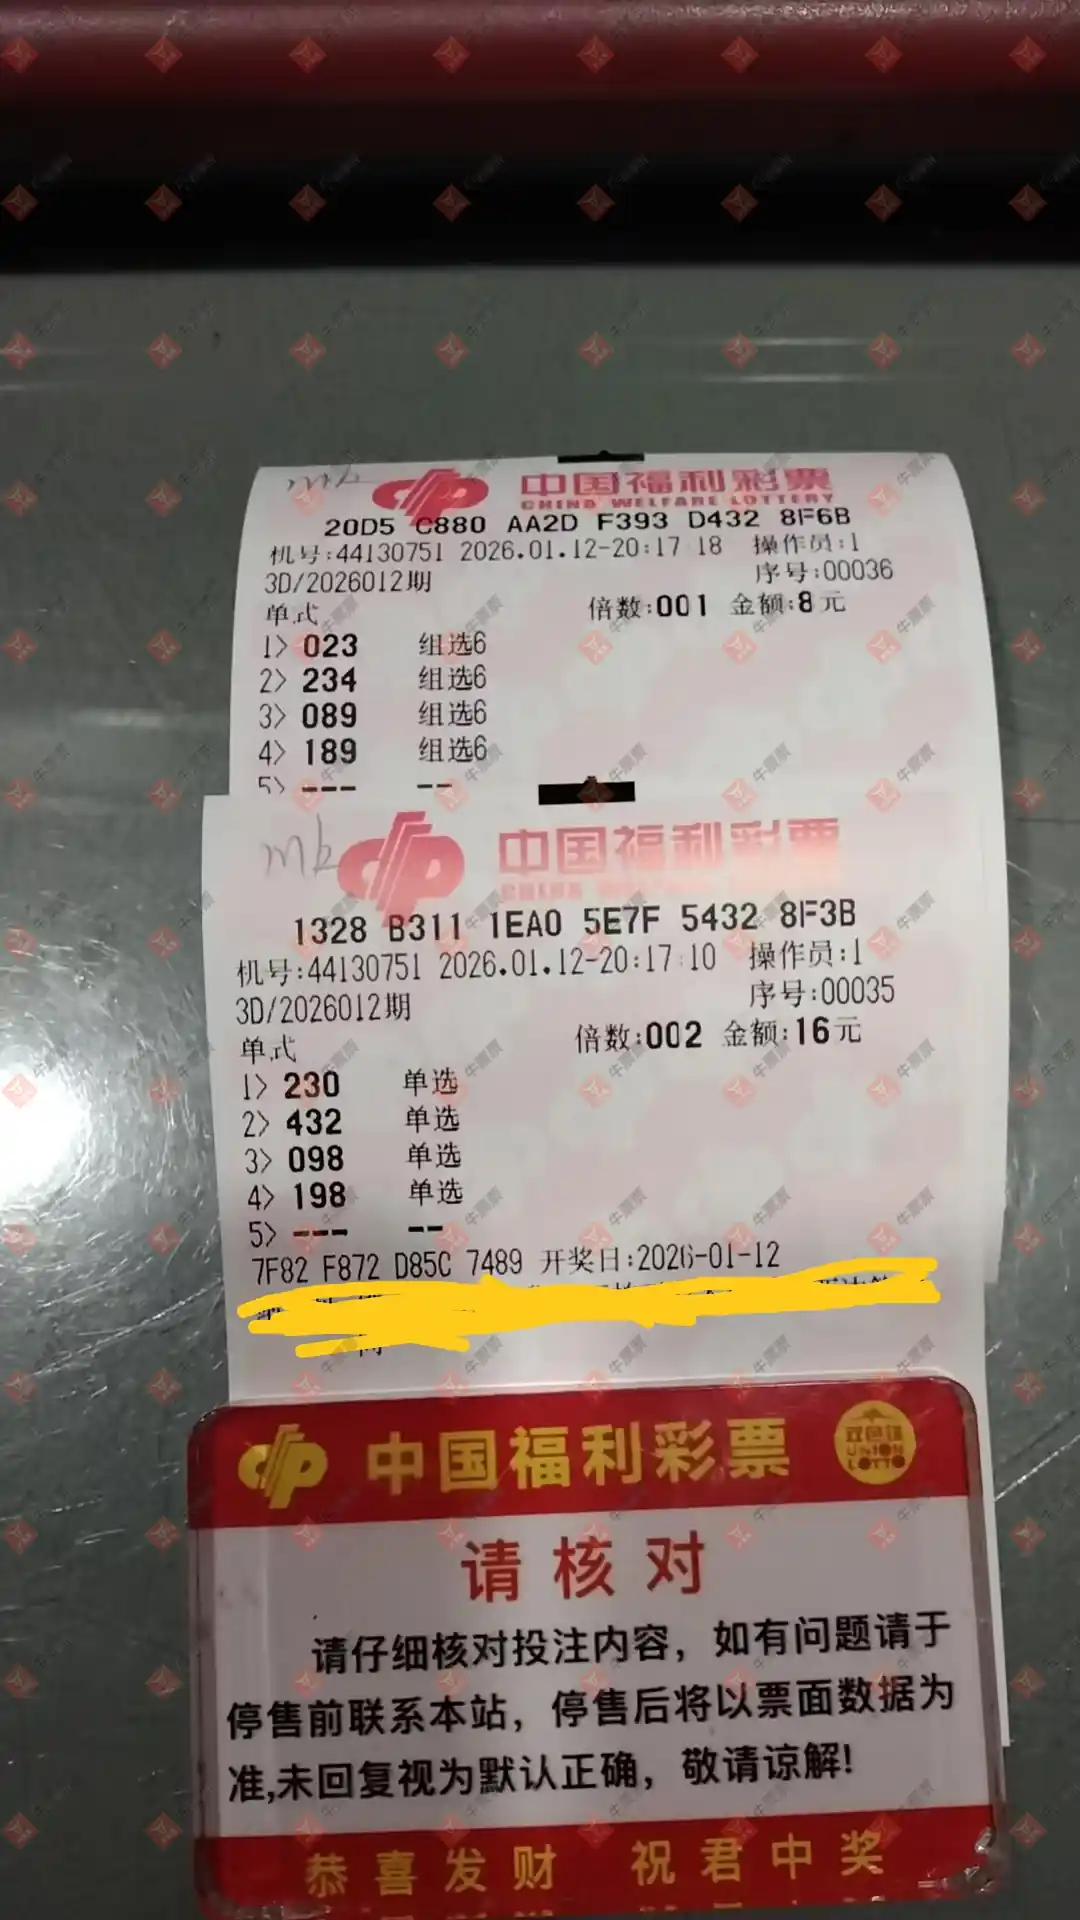 中国福利彩票
CHINA WELFARE LOTTERY
20D5 C880 AA2D F393 D432 8F6B
机号:44130751 2026.01.12-20:17:18 操作员:1
3D/2026012期 序号:00036
单式 倍数:001 金额:8元
1> 023 组选6
2> 234 组选6
3> 089 组选6
4> 189 组选6
5> --- --
中国福利彩票
1328 B311 1EA0 5E7F 5432 8F3B
机号:44130751 2026.01.12-20:17:10 操作员:1
3D/2026012期 序号:00035
单式 倍数:002 金额:16元
1> 230 单选
2> 432 单选
3> 098 单选
4> 198 单选
5> --- --
7F82 F872 D85C 7489 开奖日:2026-01-12
中国福利彩票
双色球
UNION
LOTTO
请核对
请仔细核对投注内容，如有问题请于
停售前联系本站，停售后将以票面数据为
准,未回复视为默认正确，敬请谅解!
恭喜发财 祝君中奖